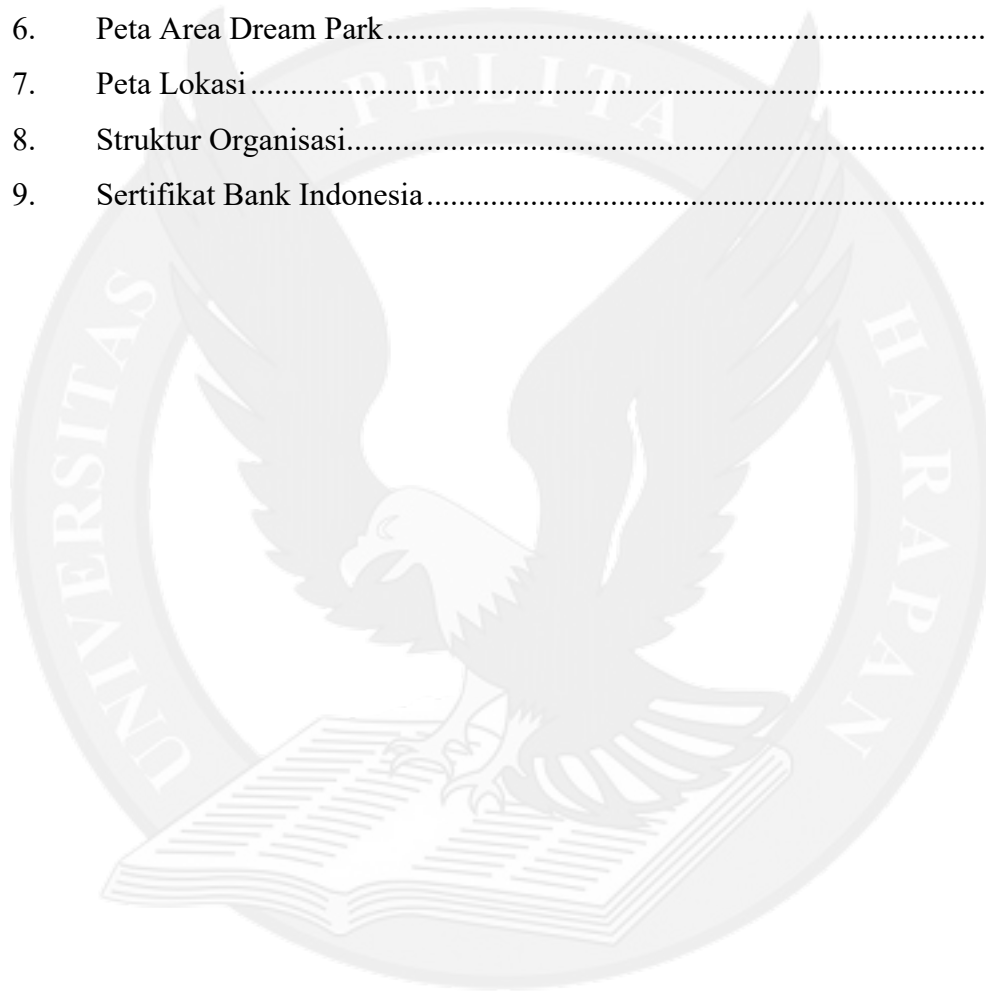 6. Peta Area Dream Park................................................................................
7. Peta Lokasi................................................................................................
8. Struktur Organisasi....................................................................................
9. Sertifikat Bank Indonesia...........................................................................
UNIVERSITAS PELITA HARAPAN